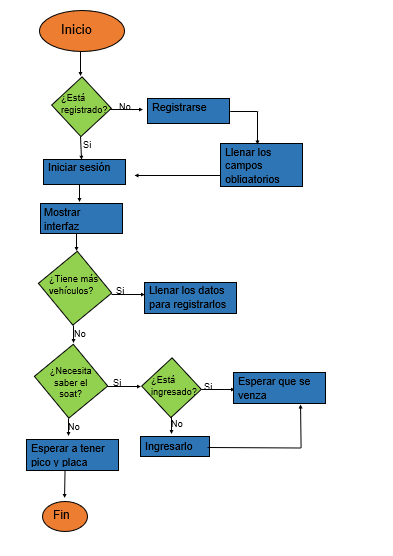 Inicio
¿Está
registrado?
No
Registrarse
Si
Llenar los
campos
obligatorios
Iniciar sesión
Mostrar
interfaz
¿Tiene más
vehículos?
Si
Llenar los datos
para registrarlos
No
¿Necesita
saber el
soat?
Si
¿Está
ingresado?
Si
Esperar que se
venza
No
No
Esperar a tener
pico y placa
Ingresarlo
Fin